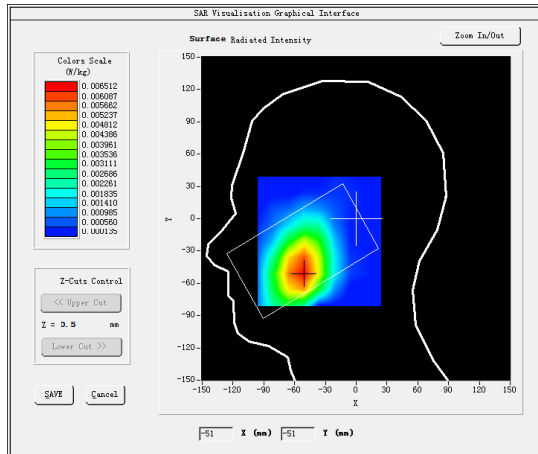 SAR Visualisation Graphical Interface
Surface Radiated Intensity
Zoom In/Out
Colors Scale
(W/kg)
0.006512
0.006087
0.005662
0.005237
0.004812
0.004386
0.003961
0.003536
0.003111
0.002686
0.002261
0.001835
0.001410
0.000985
0.000560
0.000135
150
120
90
60
30
0
-30
-60
-90
-120
-150
Y
-150 -120 -90 -60 -30 0 30 60 90 120 150
X
Z-Cuts Control
<< Upper Cut
Z = 0.5 mm
Lower Cut >>
SAVE Cancel
-51 X (mm) -51 Y (mm)